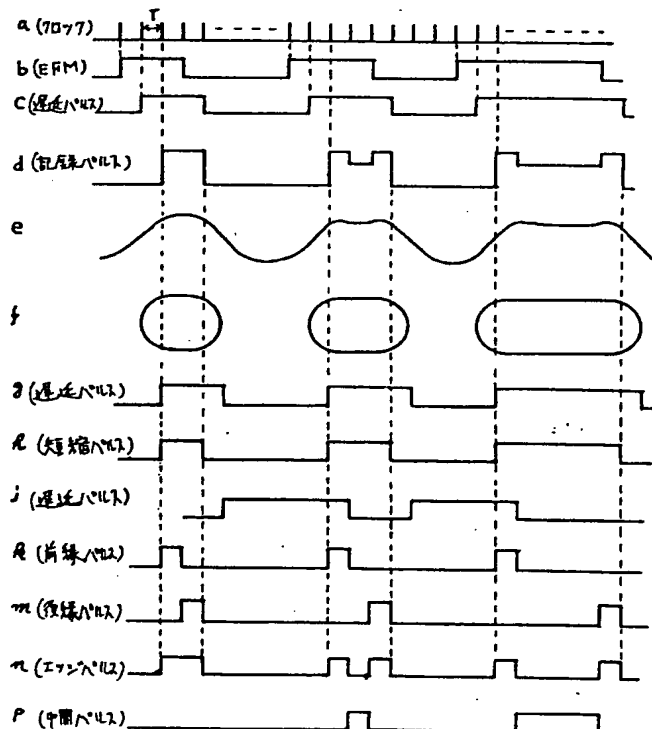 T
a (クロック)
b (EFM)
c (遅延パルス)
d (記録パルス)
e
f
g (遅延パルス)
h (短縮パルス)
j (遅延パルス)
k (前縁パルス)
m (後縁パルス)
n (エッジパルス)
p (中間パルス)